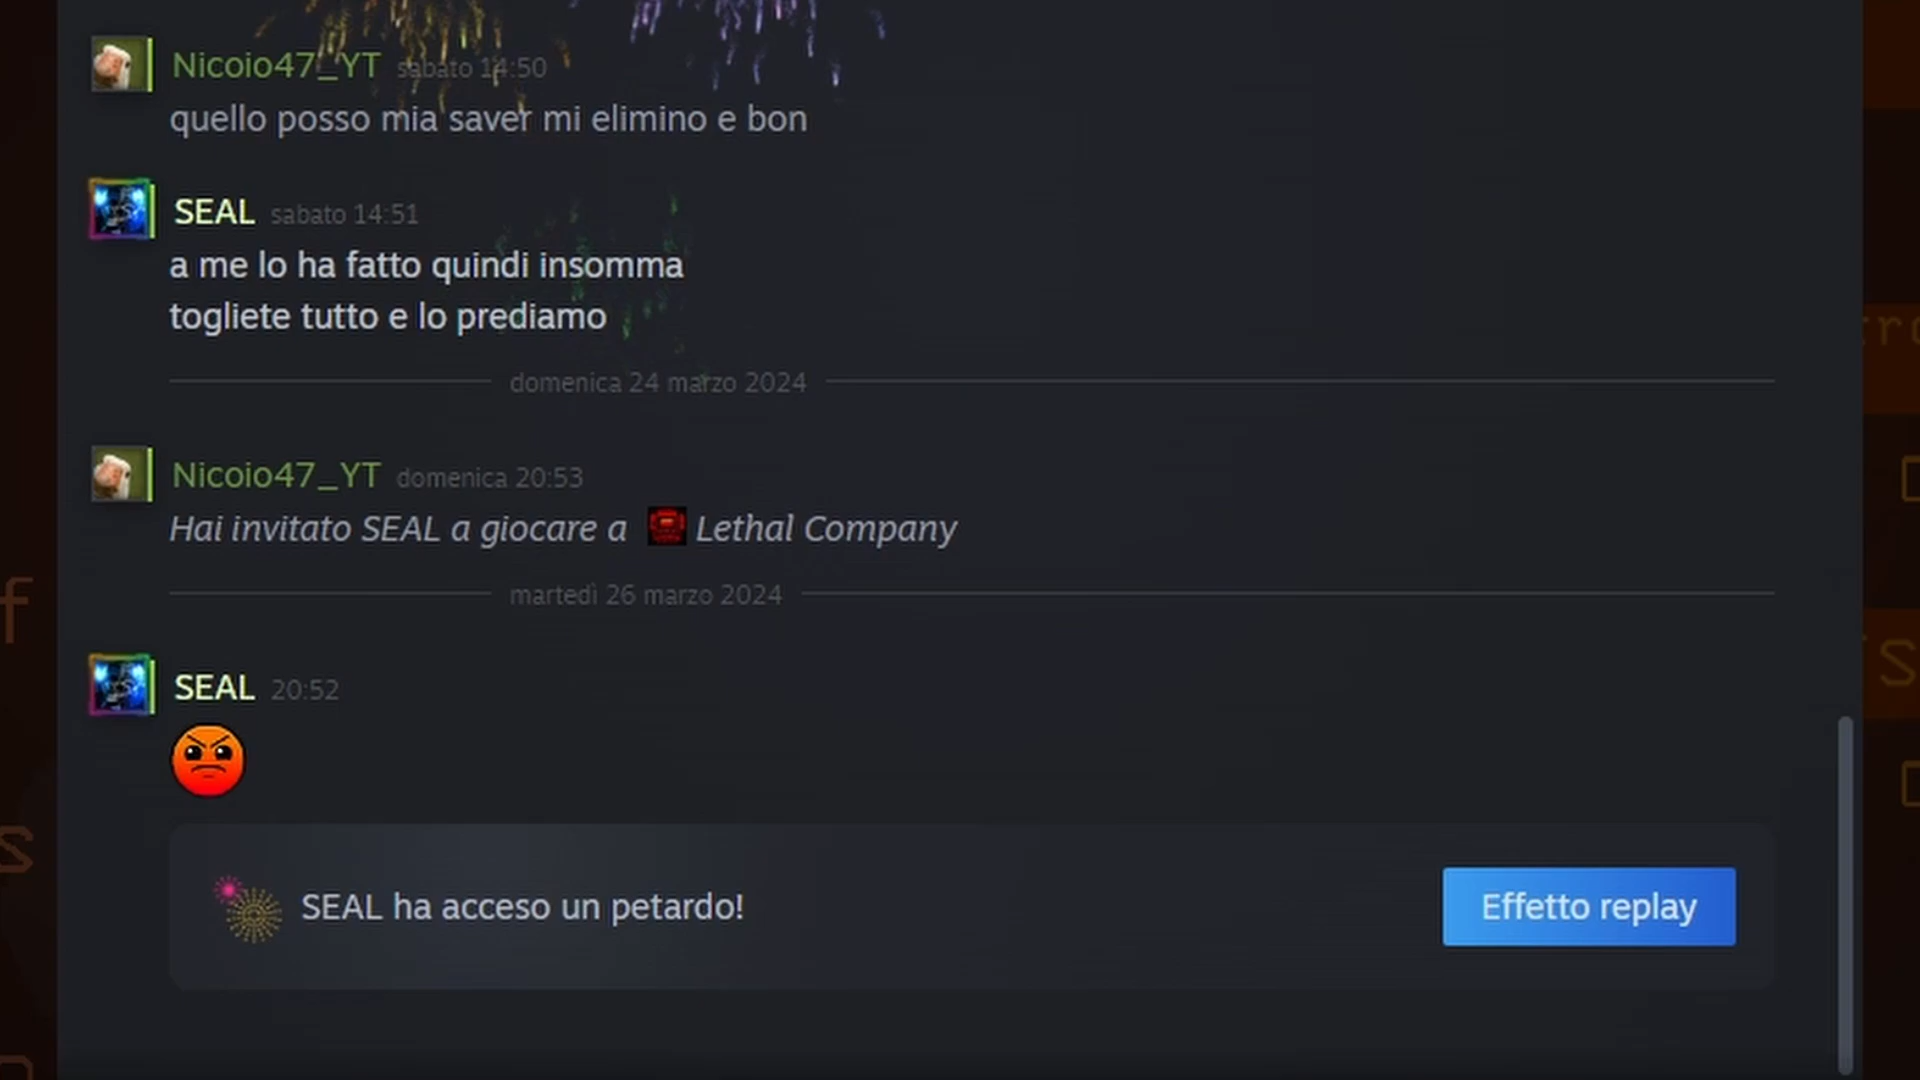 Nicoio47_YT sabato 14:50
quello posso mia saver mi elimino e bon
SEAL sabato 14:51
a me lo ha fatto quindi insomma
togliete tutto e lo prediamo
domenica 24 marzo 2024
Nicoio47_YT domenica 20:53
Hai invitato SEAL a giocare a Lethal Company
martedì 26 marzo 2024
SEAL 20:52
SEAL ha acceso un petardo!
Effetto replay